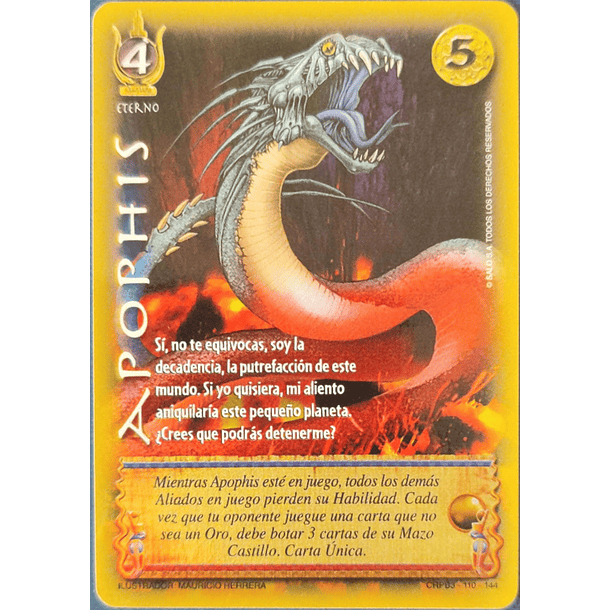 4
5
ETERNO
APOPHIS
© BAU S.A. TODOS LOS DERECHOS RESERVADOS
Sí, no te equivocas, soy la
decadencia, la putrefacción de este
mundo. Si yo quisiera, mi aliento
aniquilaría este pequeño planeta.
¿Crees que podrás detenerme?
Mientras Apophis esté en juego, todos los demás
Aliados en juego pierden su Habilidad. Cada
vez que tu oponente juegue una carta que no
sea un Oro, debe botar 3 cartas de su Mazo
Castillo. Carta Única.
ILUSTRADOR MAURICIO HERRERA
CRPB3 - 110 - 144